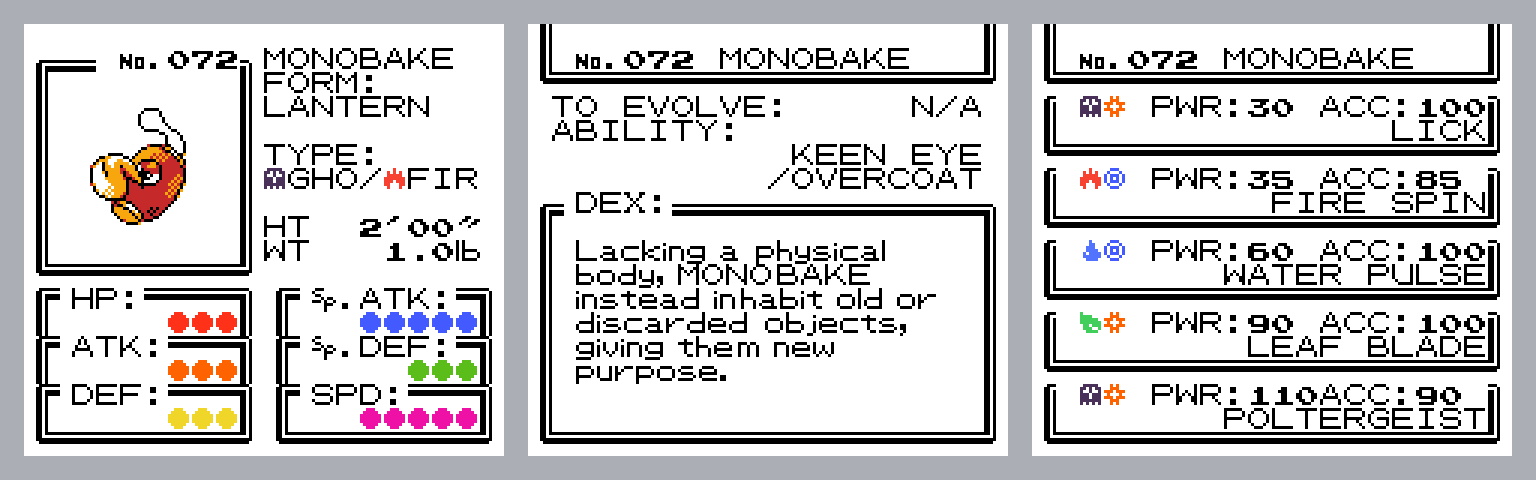 No.072 MONOBAKE
FORM:
LANTERN
TYPE:
GHO/FIR
HT 2'00"
WT 1.0lb
HP:
ATK:
DEF:
Sp.ATK:
Sp.DEF:
SPD:
No.072 MONOBAKE
TO EVOLVE: N/A
ABILITY:
KEEN EYE
/OVERCOAT
DEX:
Lacking a physical
body, MONOBAKE
instead inhabit old or
discarded objects,
giving them new
purpose.
No.072 MONOBAKE
PWR:30 ACC:100
LICK
PWR:35 ACC:85
FIRE SPIN
PWR:60 ACC:100
WATER PULSE
PWR:90 ACC:100
LEAF BLADE
PWR:110ACC:90
POLTERGEIST